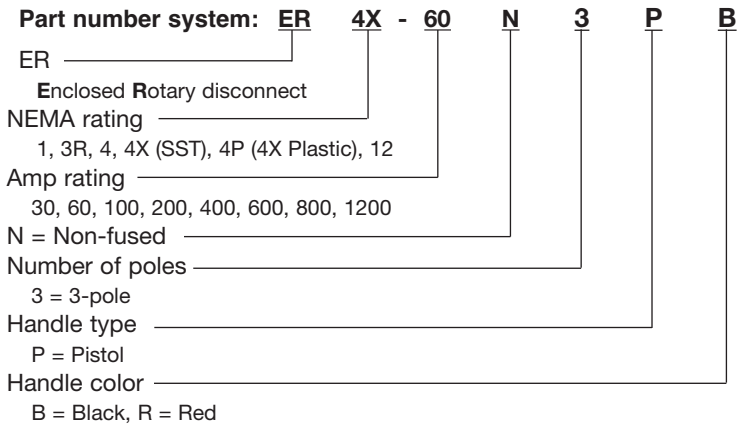 Part number system: ER 4X - 60 N 3 P B
ER
Enclosed Rotary disconnect
NEMA rating
1, 3R, 4, 4X (SST), 4P (4X Plastic), 12
Amp rating
30, 60, 100, 200, 400, 600, 800, 1200
N = Non-fused
Number of poles
3 = 3-pole
Handle type
P = Pistol
Handle color
B = Black, R = Red